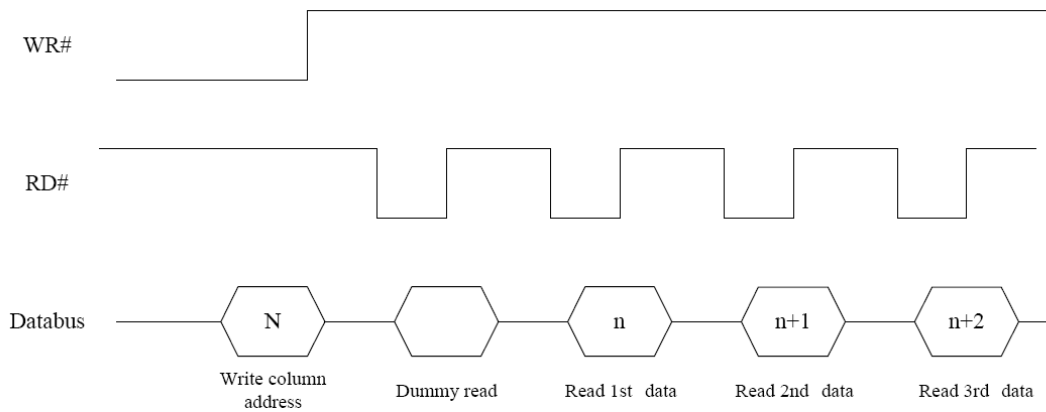 WR#
RD#
Databus
N
n
n+1
n+2
Write column
address
Dummy read
Read 1st data
Read 2nd data
Read 3rd data